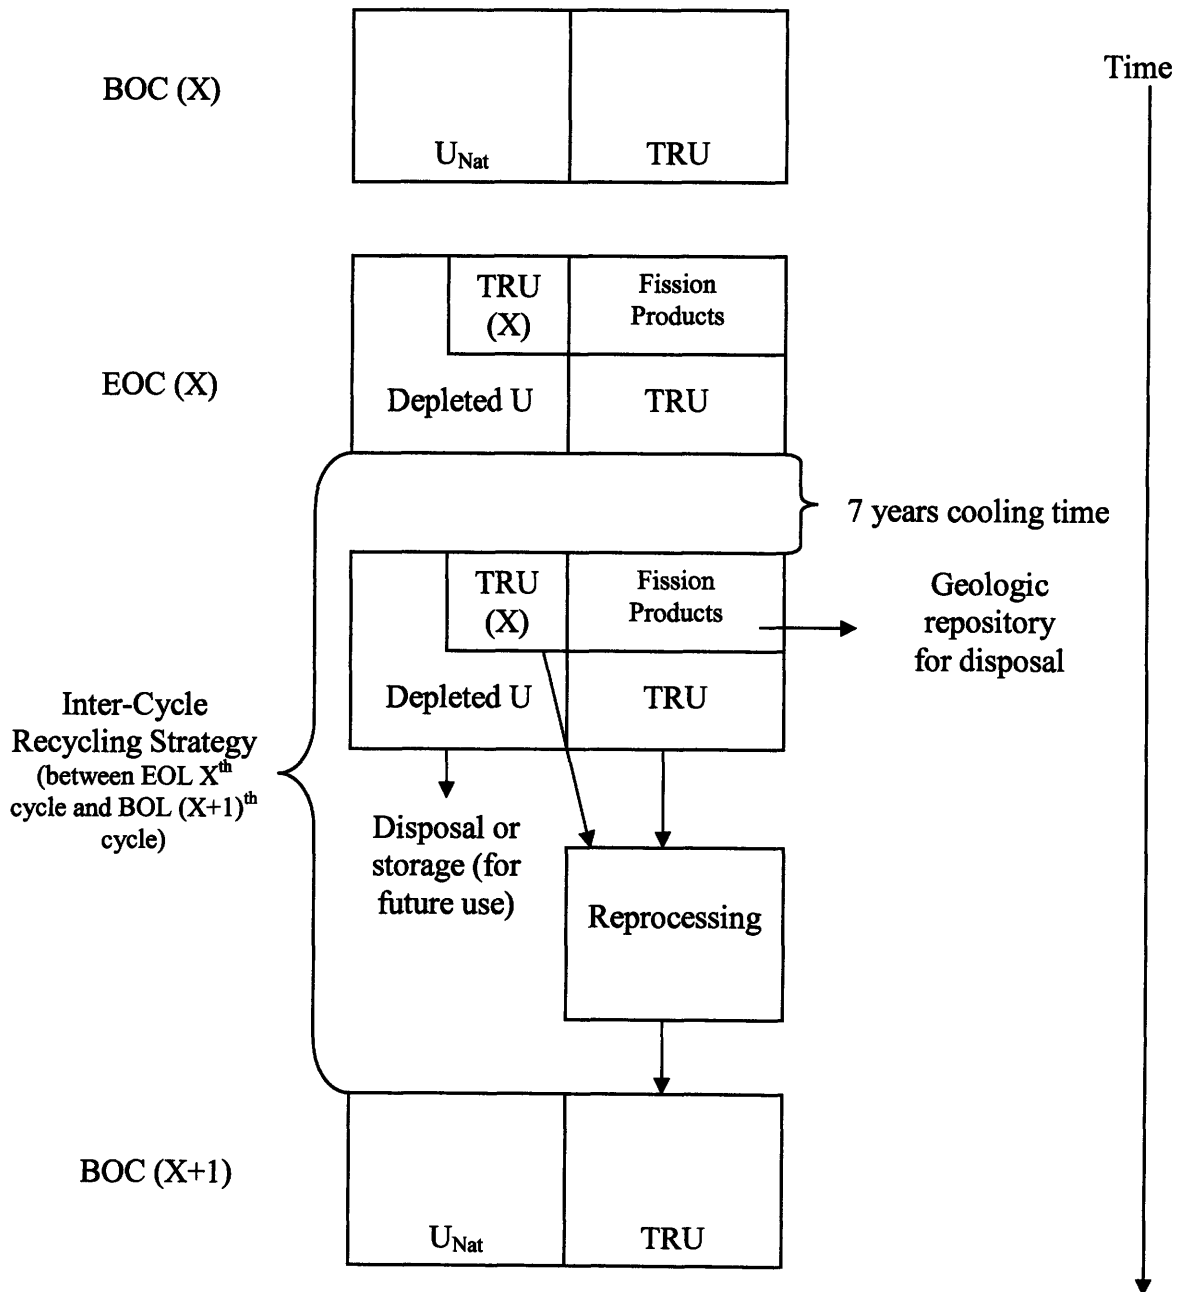 BOC (X)
Time
U_Nat
TRU
TRU
(X)
Fission
Products
EOC (X)
Depleted U
TRU
7 years cooling time
TRU
(X)
Fission
Products
Geologic
repository
for disposal
Depleted U
TRU
Inter-Cycle
Recycling Strategy
(between EOL X^th
cycle and BOL (X+1)^th
cycle)
Disposal or
storage (for
future use)
Reprocessing
BOC (X+1)
U_Nat
TRU